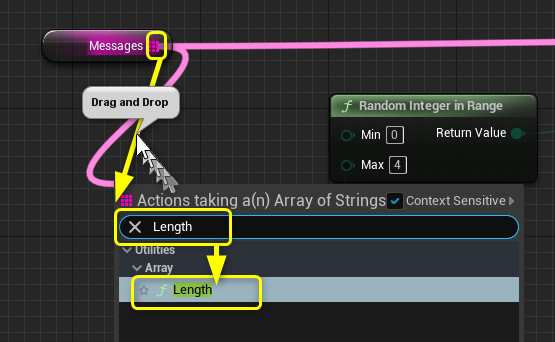 Messages
Drag and Drop
Random Integer in Range
Min 0
Return Value
Max 4
Actions taking a(n) Array of Strings
Context Sensitive
Length
Utilities
Array
f Length